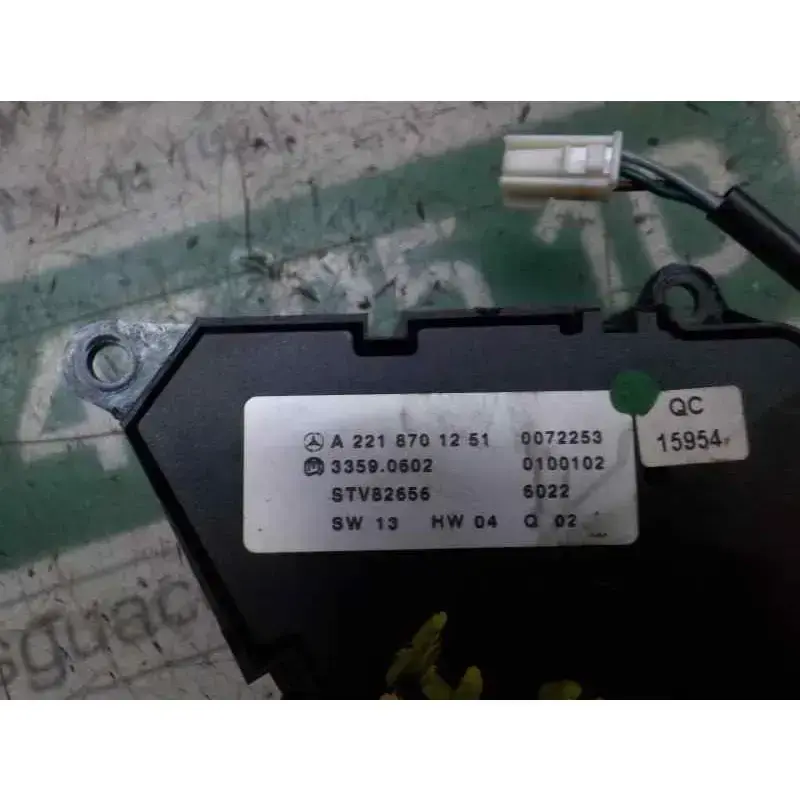 QC
15954
A 221 870 12 51 0072253
3359.0602 0100102
STV82656 6022
SW 13 HW 04 Q 02